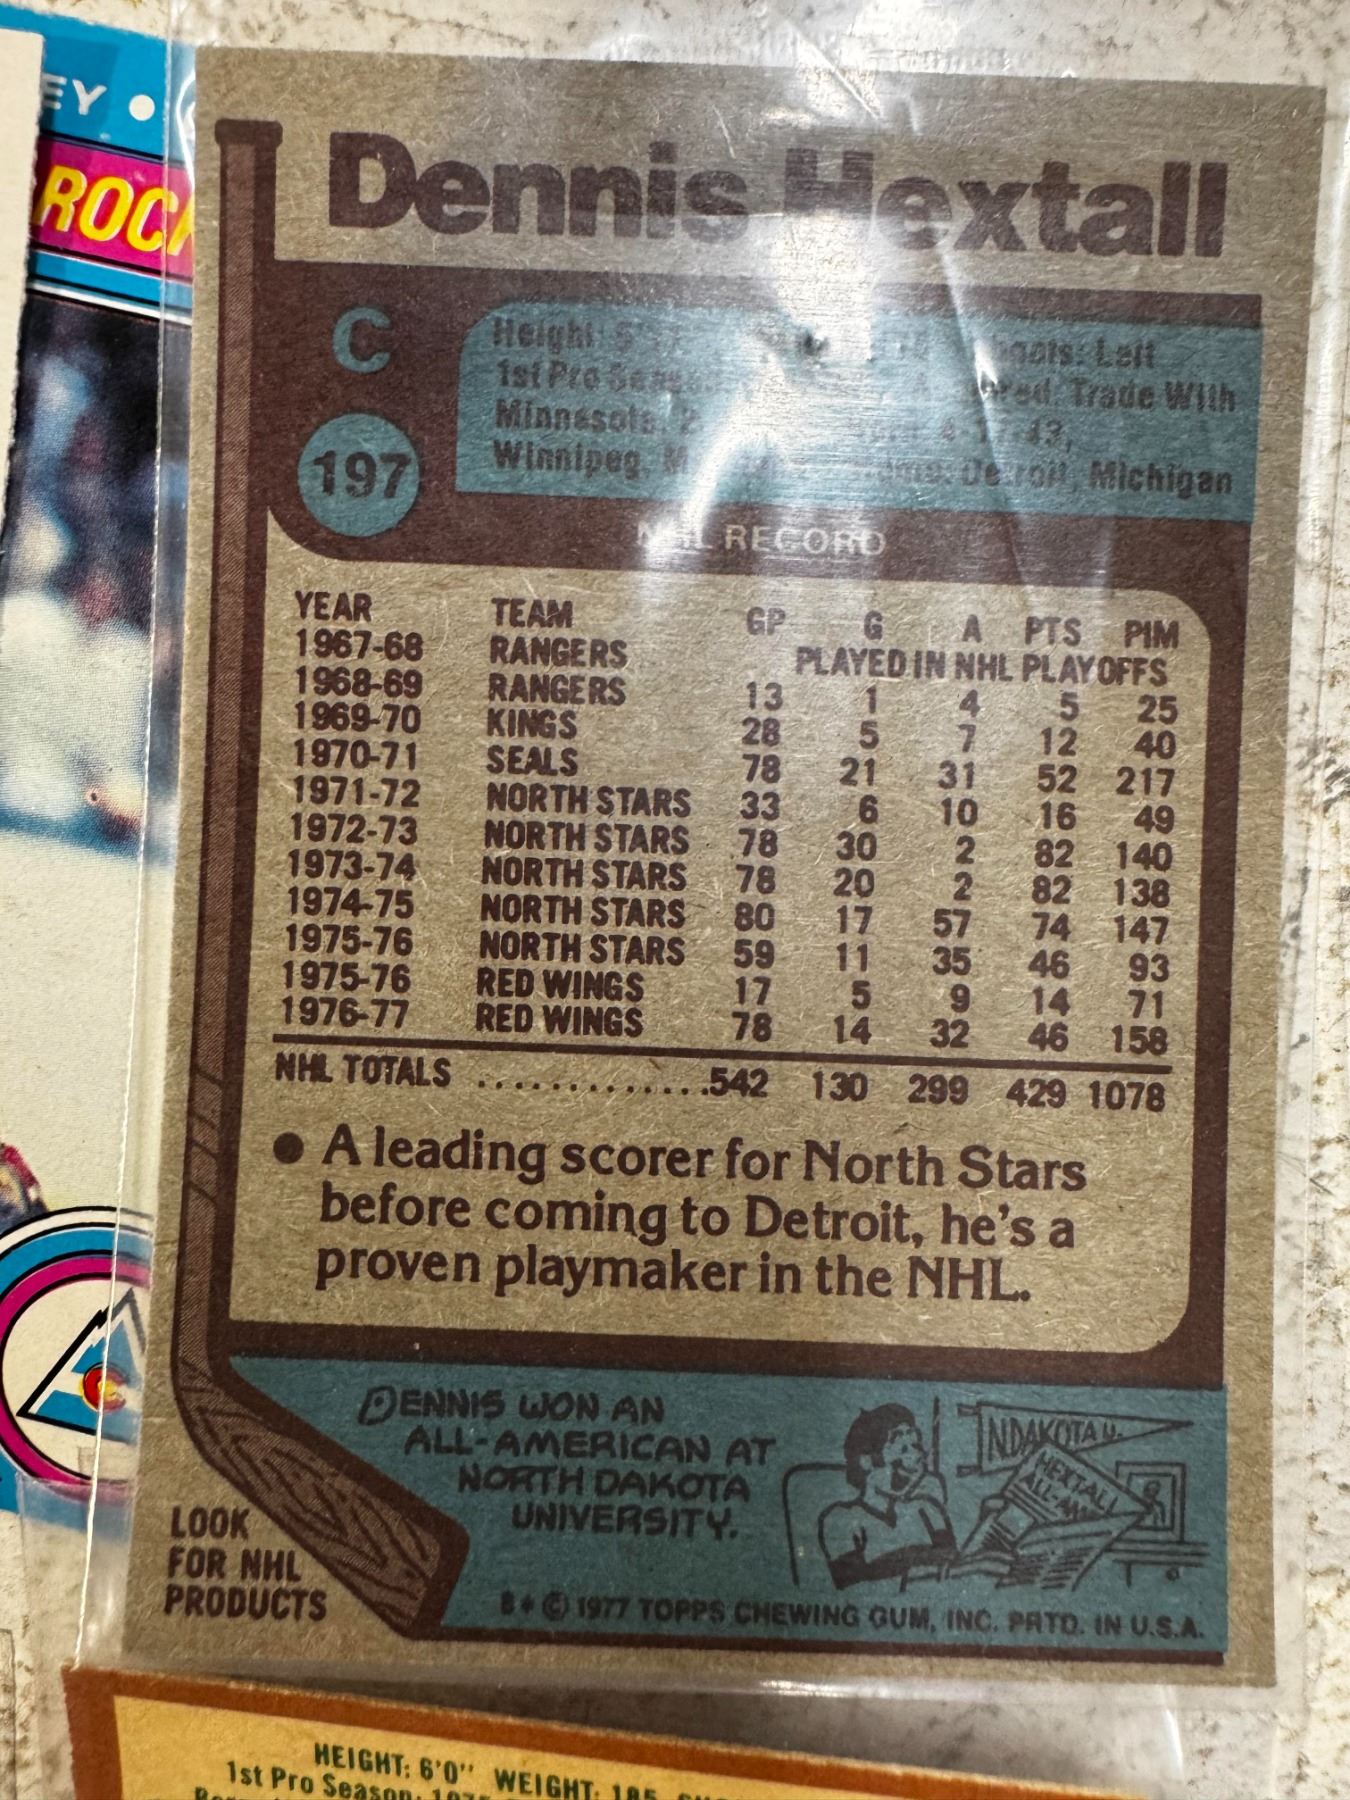 EY •
ROC
Dennis Hextall
C
197
Height: Shoots: Left
1st Pro Season Trade With
Minnesota,
Winnipeg, Home: Detroit, Michigan
NHL RECORD
YEAR TEAM GP G A PTS PIM
1967-68 RANGERS PLAYED IN NHL PLAYOFFS
1968-69 RANGERS 13 1 4 5 25
1969-70 KINGS 28 5 7 12 40
1970-71 SEALS 78 21 31 52 217
1971-72 NORTH STARS 33 6 10 16 49
1972-73 NORTH STARS 78 30 2 82 140
1973-74 NORTH STARS 78 20 2 82 138
1974-75 NORTH STARS 80 17 57 74 147
1975-76 NORTH STARS 59 11 35 46 93
1975-76 RED WINGS 17 5 9 14 71
1976-77 RED WINGS 78 14 32 46 158
NHL TOTALS ..............542 130 299 429 1078
• A leading scorer for North Stars
before coming to Detroit, he's a
proven playmaker in the NHL.
DENNIS WON AN
ALL-AMERICAN AT
NORTH DAKOTA
UNIVERSITY.
N.DAKOTA U.
HEXTALL
ALL-AM
LOOK
FOR NHL
PRODUCTS
B * © 1977 TOPPS CHEWING GUM, INC. PRTD. IN U.S.A.
C
HEIGHT: 6'0" WEIGHT: 185
1st Pro Season: